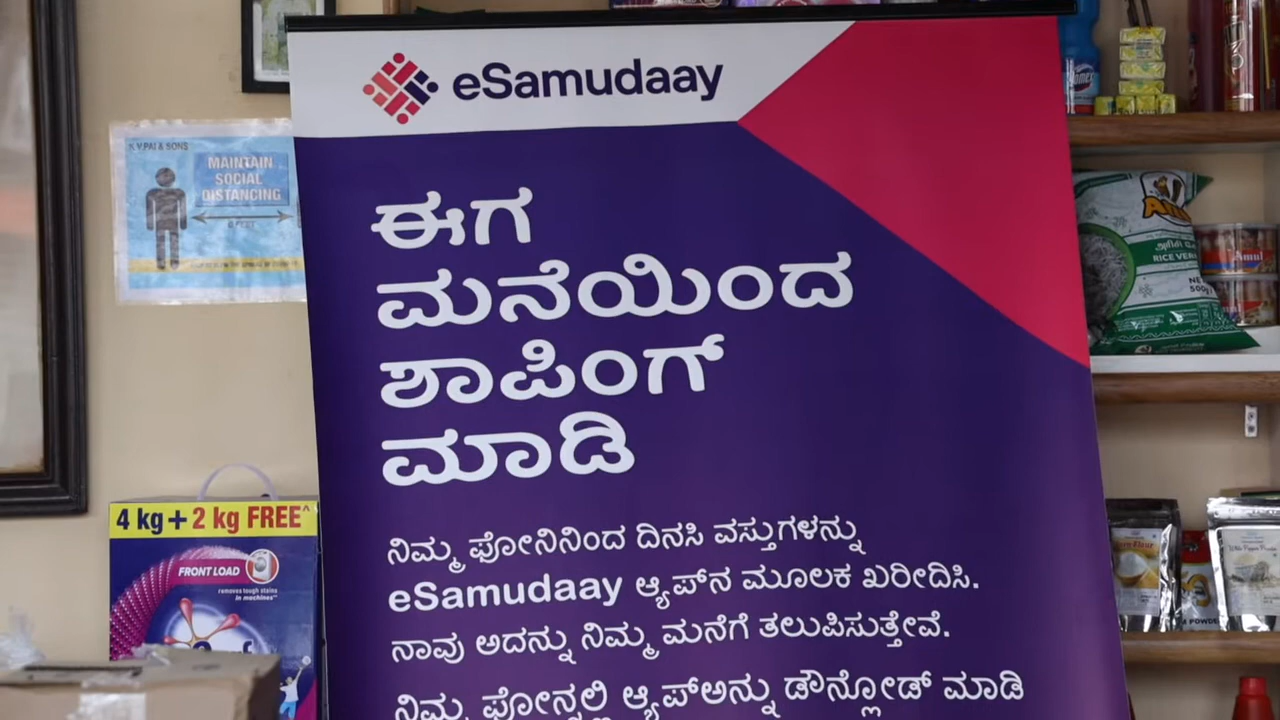 eSamudaay
ಈಗ
ಮನೆಯಿಂದ
ಶಾಪಿಂಗ್
ಮಾಡಿ
ನಿಮ್ಮ ಫೋನಿನಿಂದ ದಿನಸಿ ವಸ್ತುಗಳನ್ನು
eSamudaay ಆ್ಯಪ್‌ನ ಮೂಲಕ ಖರೀದಿಸಿ.
ನಾವು ಅದನ್ನು ನಿಮ್ಮ ಮನೆಗೆ ತಲುಪಿಸುತ್ತೇವೆ.
ನಿಮ್ಮ ಫೋನ್ನಲ್ಲಿ ಆ್ಯಪ್‌ಅನ್ನು ಡೌನ್ಲೋಡ್ ಮಾಡಿ
PAI & SONS
MAINTAIN
SOCIAL
DISTANCING
4 kg + 2 kg FREE^
FRONT LOAD
removes tough stains
in machines
RICE
500g
Amul